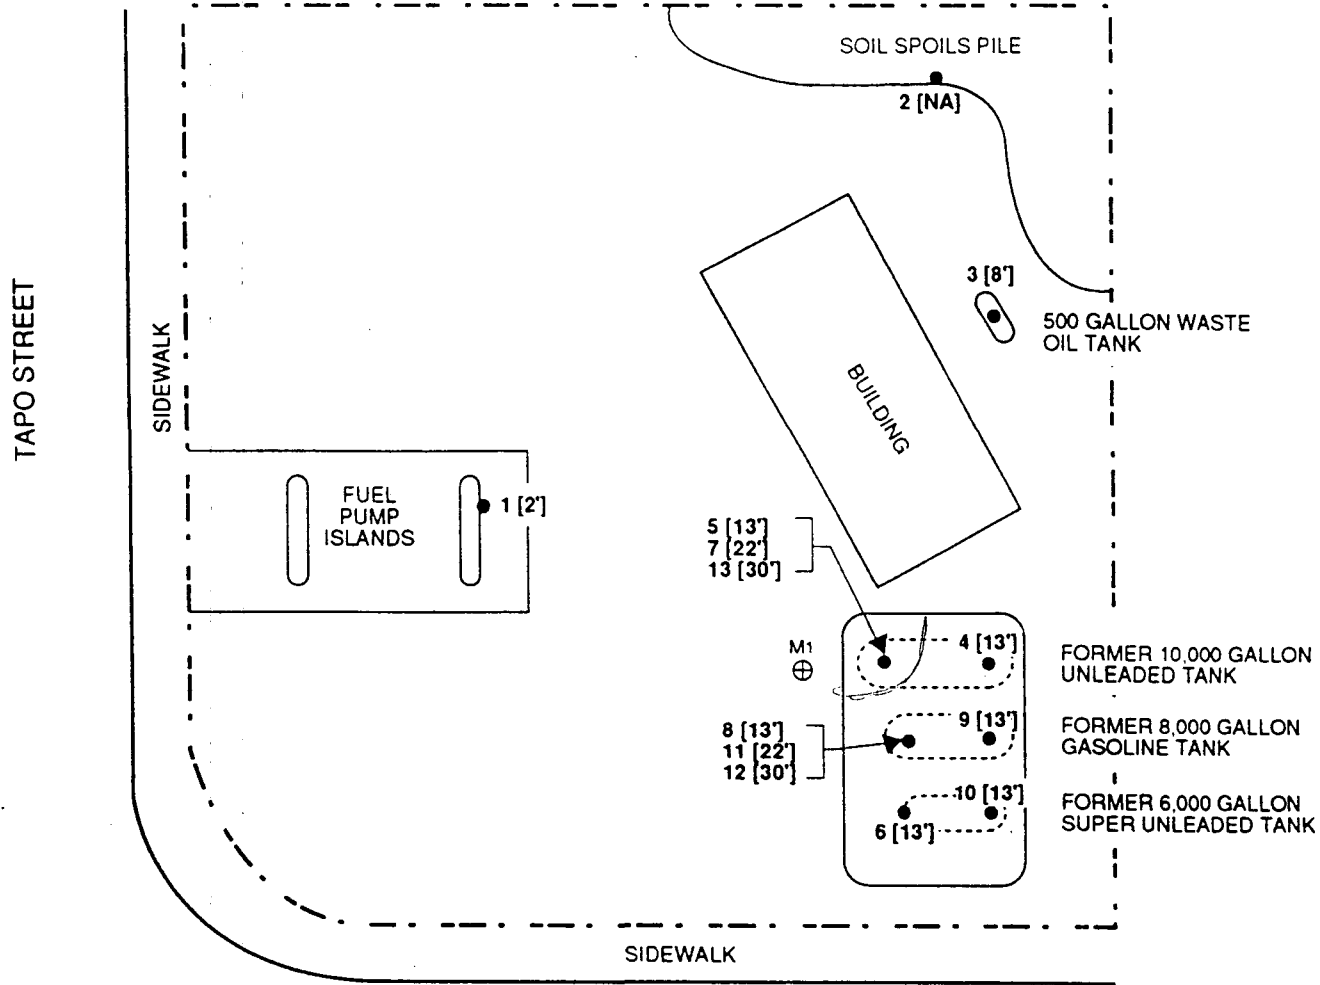 SOIL SPOILS PILE
2 [NA]
3 [8']
500 GALLON WASTE
OIL TANK
TAPO STREET
SIDEWALK
BUILDING
FUEL
PUMP
ISLANDS
1 [2']
5 [13']
7 [22']
13 [30']
M1
4 [13']
FORMER 10,000 GALLON
UNLEADED TANK
8 [13']
11 [22']
12 [30']
9 [13']
FORMER 8,000 GALLON
GASOLINE TANK
10 [13']
6 [13']
FORMER 6,000 GALLON
SUPER UNLEADED TANK
SIDEWALK